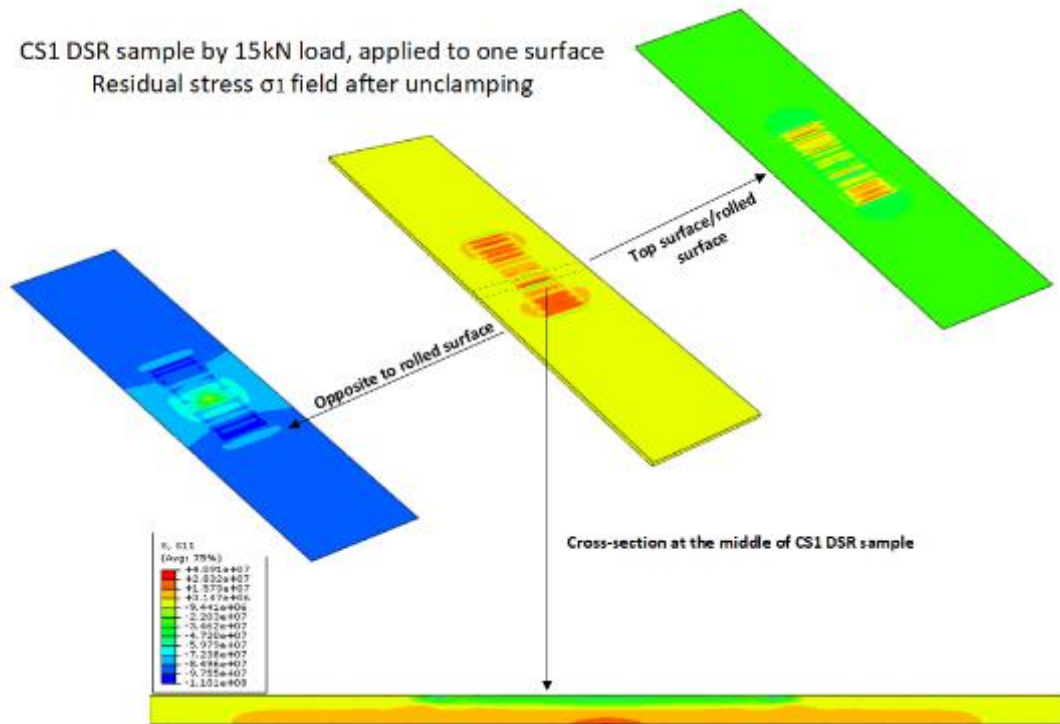 CS1 DSR sample by 15kN load, applied to one surface
Residual stress σ1 field after unclamping
Top surface/rolled
surface
Opposite to rolled surface
Cross-section at the middle of CS1 DSR sample
S, S11
(Avg: 75%)
+4.091e+07
+2.832e+07
+1.573e+07
+3.147e+06
-9.441e+06
-2.203e+07
-3.462e+07
-4.720e+07
-5.979e+07
-7.238e+07
-8.496e+07
-9.755e+07
-1.101e+08